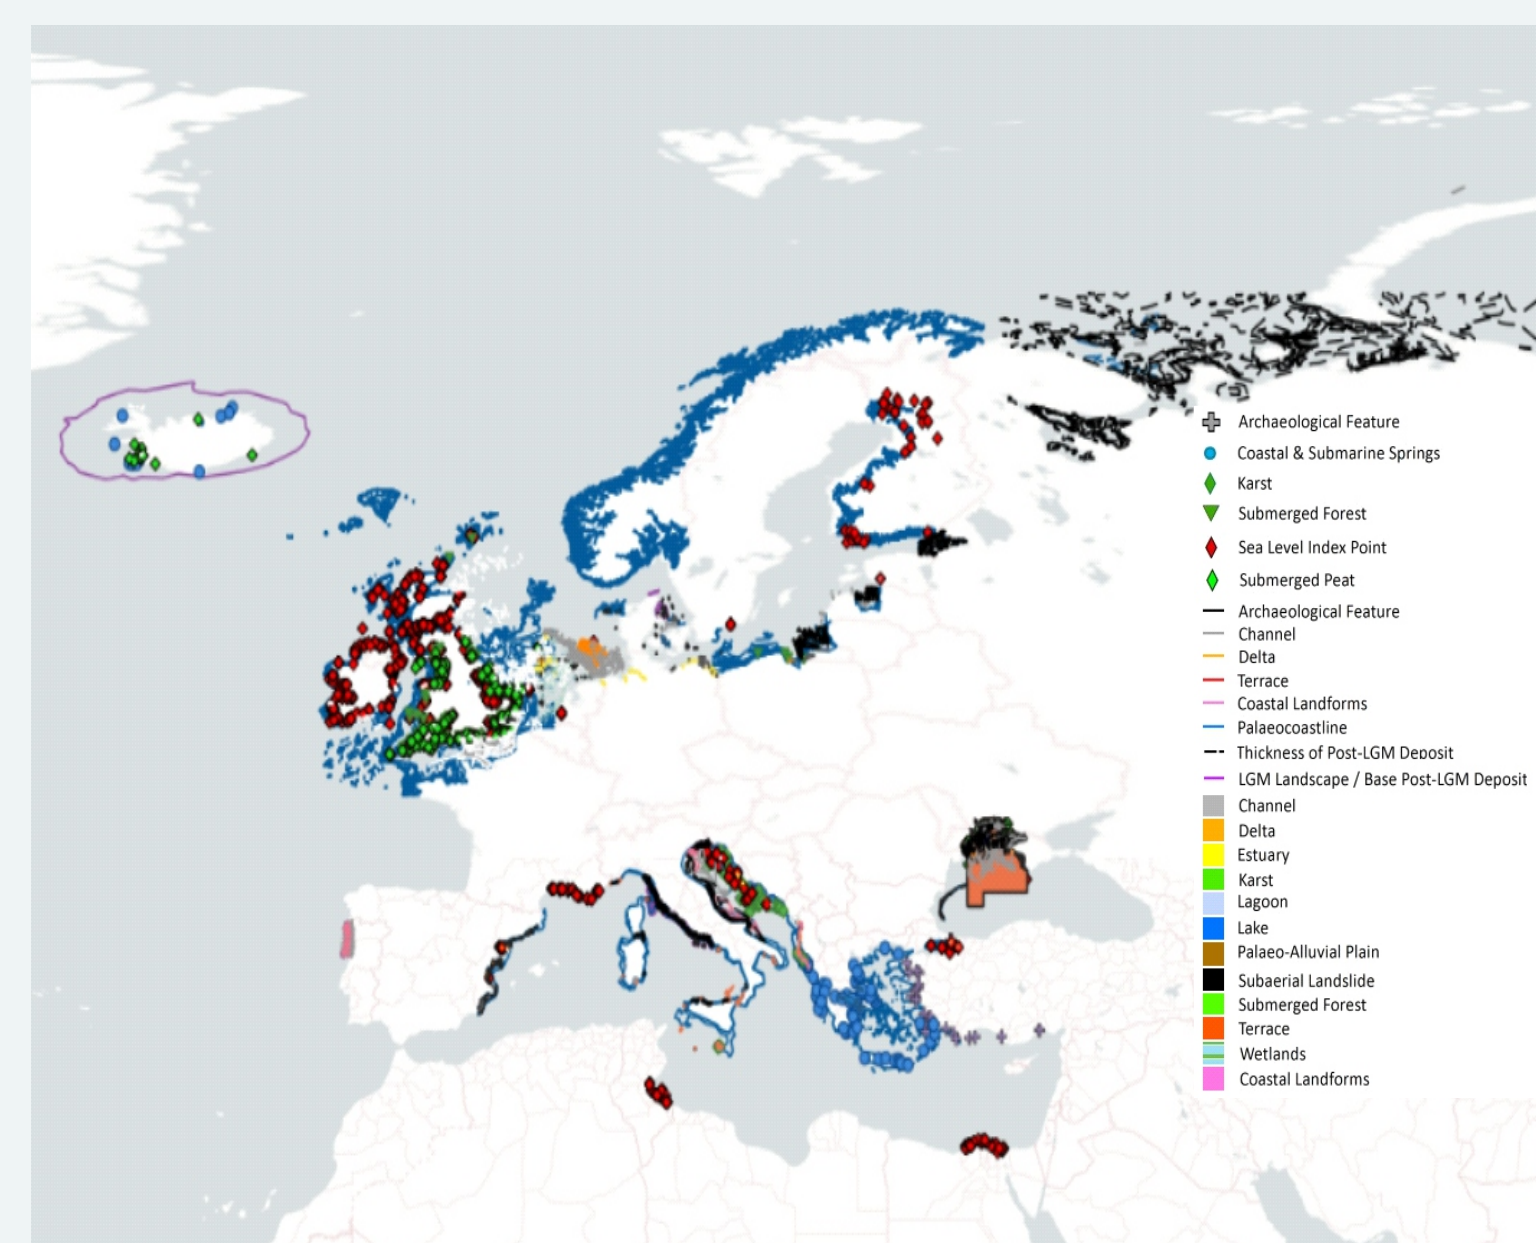 Archaeological Feature
Coastal & Submarine Springs
Karst
Submerged Forest
Sea Level Index Point
Submerged Peat
Archaeological Feature
Channel
Delta
Terrace
Coastal Landforms
Palaeocoastline
Thickness of Post-LGM Deposit
LGM Landscape / Base Post-LGM Deposit
Channel
Delta
Estuary
Karst
Lagoon
Lake
Palaeo-Alluvial Plain
Subaerial Landslide
Submerged Forest
Terrace
Wetlands
Coastal Landforms